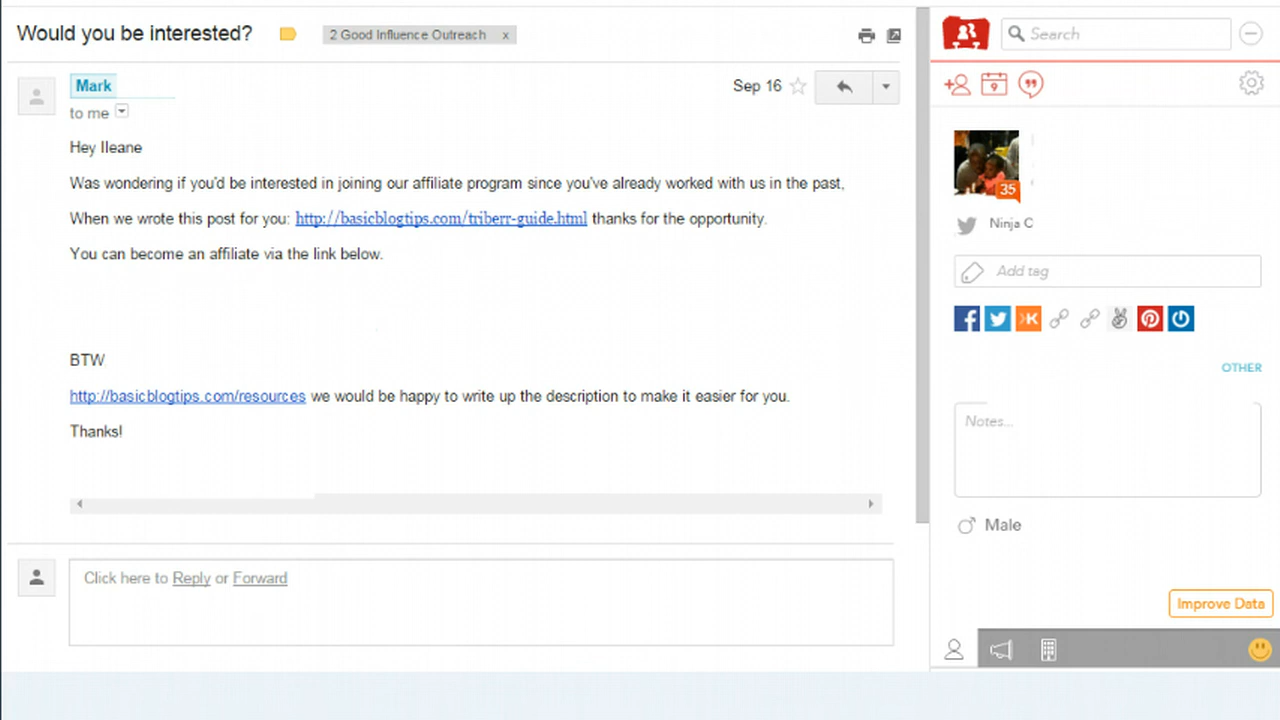 Would you be interested?
2 Good Influence Outreach x
Mark
Sep 16
to me
Hey Ileane
Was wondering if you'd be interested in joining our affiliate program since you've already worked with us in the past,
When we wrote this post for you: http://basicblogtips.com/triberr-guide.html thanks for the opportunity.
You can become an affiliate via the link below.
BTW
http://basicblogtips.com/resources we would be happy to write up the description to make it easier for you.
Thanks!
Click here to Reply or Forward
Search
9
35
Ninja C
Add tag
OTHER
Notes...
Male
Improve Data